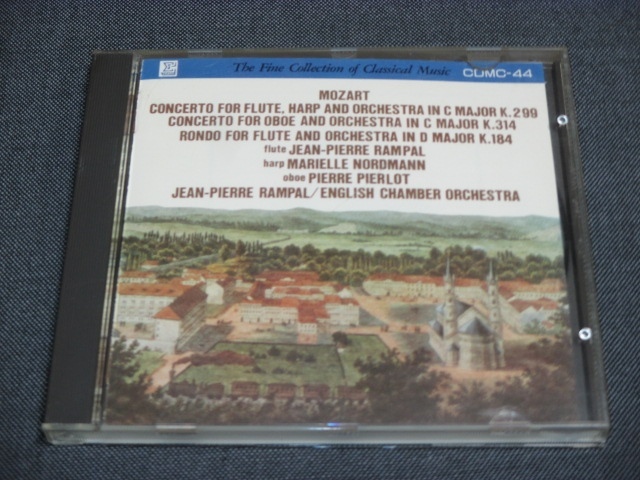 The Fine Collection of Classical Music CUMC-44
MOZART
CONCERTO FOR FLUTE, HARP AND ORCHESTRA IN C MAJOR K.299
CONCERTO FOR OBOE AND ORCHESTRA IN C MAJOR K.314
RONDO FOR FLUTE AND ORCHESTRA IN D MAJOR K.184
flute JEAN-PIERRE RAMPAL
harp MARIELLE NORDMANN
oboe PIERRE PIERLOT
JEAN-PIERRE RAMPAL/ENGLISH CHAMBER ORCHESTRA